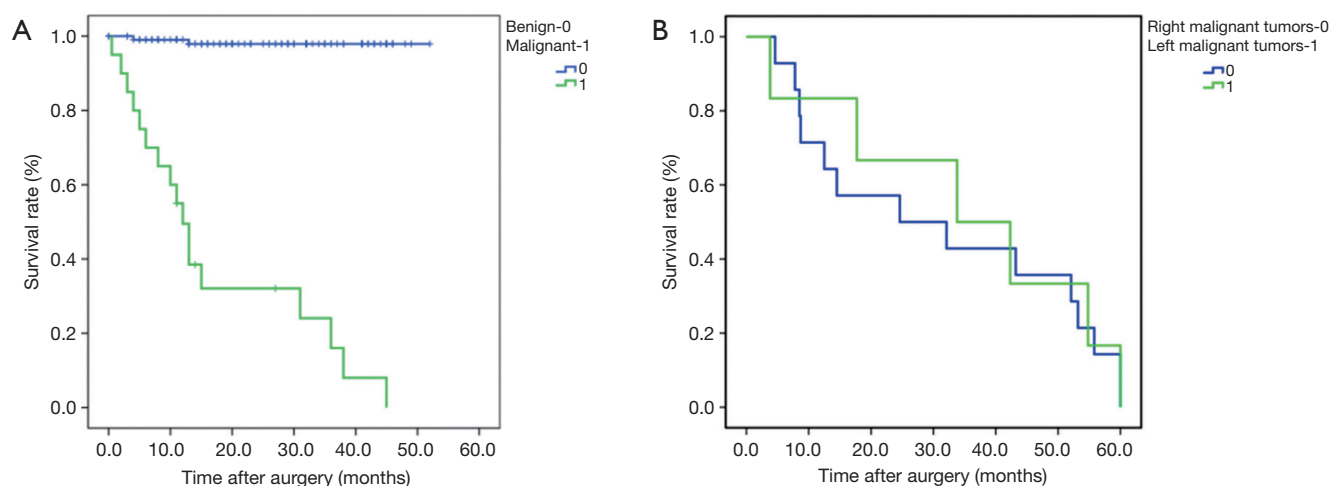 A
Benign-0
Malignant-1
0
1
Survival rate (%)
1.0
0.8
0.6
0.4
0.2
0.0
0.0 10.0 20.0 30.0 40.0 50.0 60.0
Time after aurgery (months)
B
Right malignant tumors-0
Left malignant tumors-1
0
1
Survival rate (%)
1.0
0.8
0.6
0.4
0.2
0.0
0.0 10.0 20.0 30.0 40.0 50.0 60.0
Time after aurgery (months)